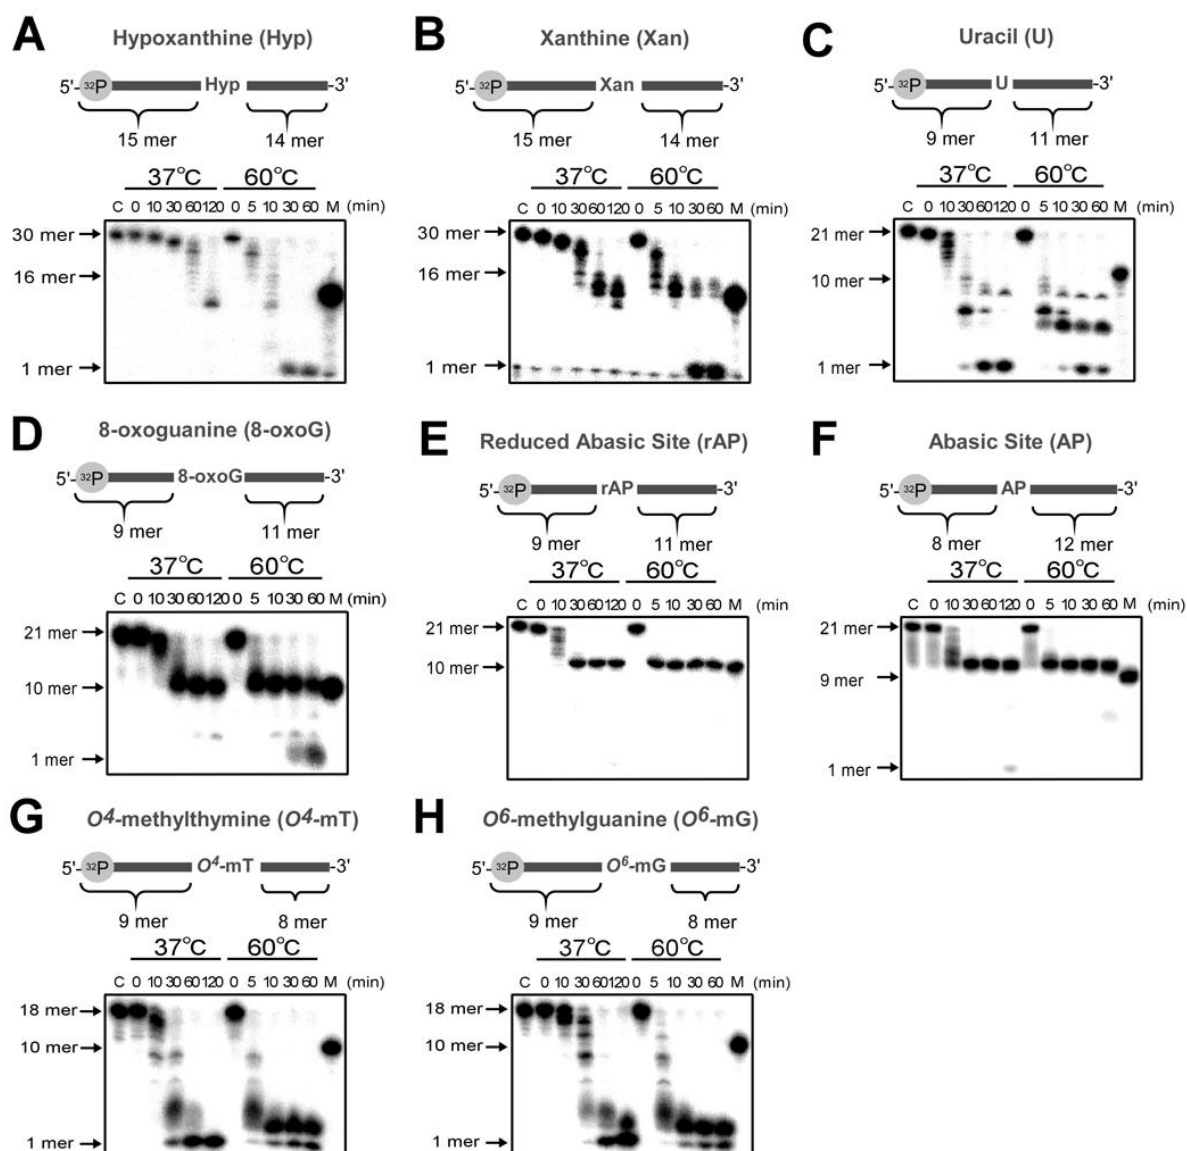 A
Hypoxanthine (Hyp)
5'- 32P Hyp -3'
15 mer 14 mer
37°C 60°C
C 0 10 30 60 120 0 5 10 30 60 M (min)
30 mer
16 mer
1 mer
B
Xanthine (Xan)
5'- 32P Xan -3'
15 mer 14 mer
37°C 60°C
C 0 10 30 60 120 0 5 10 30 60 M (min)
30 mer
16 mer
1 mer
C
Uracil (U)
5'- 32P U -3'
9 mer 11 mer
37°C 60°C
C 0 10 30 60 120 0 5 10 30 60 M (min)
21 mer
10 mer
1 mer
D
8-oxoguanine (8-oxoG)
5'- 32P 8-oxoG -3'
9 mer 11 mer
37°C 60°C
C 0 10 30 60 120 0 5 10 30 60 M (min)
21 mer
10 mer
1 mer
E
Reduced Abasic Site (rAP)
5'- 32P rAP -3'
9 mer 11 mer
37°C 60°C
C 0 10 30 60 120 0 5 10 30 60 M (min
21 mer
10 mer
F
Abasic Site (AP)
5'- 32P AP -3'
8 mer 12 mer
37°C 60°C
C 0 10 30 60 120 0 5 10 30 60 M (min)
21 mer
9 mer
1 mer
G
O4-methylthymine (O4-mT)
5'- 32P O4-mT -3'
9 mer 8 mer
37°C 60°C
C 0 10 30 60 120 0 5 10 30 60 M (min)
18 mer
10 mer
1 mer
H
O6-methylguanine (O6-mG)
5'- 32P O6-mG -3'
9 mer 8 mer
37°C 60°C
C 0 10 30 60 120 0 5 10 30 60 M (min)
18 mer
10 mer
1 mer